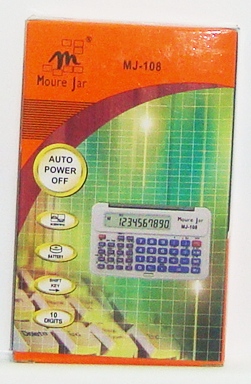 m ®
Moure Jar
MJ-108
AUTO
POWER
OFF
BATTERY
SHIFT
KEY
10
DIGITS
1234567890
Moure Jar
MJ-108